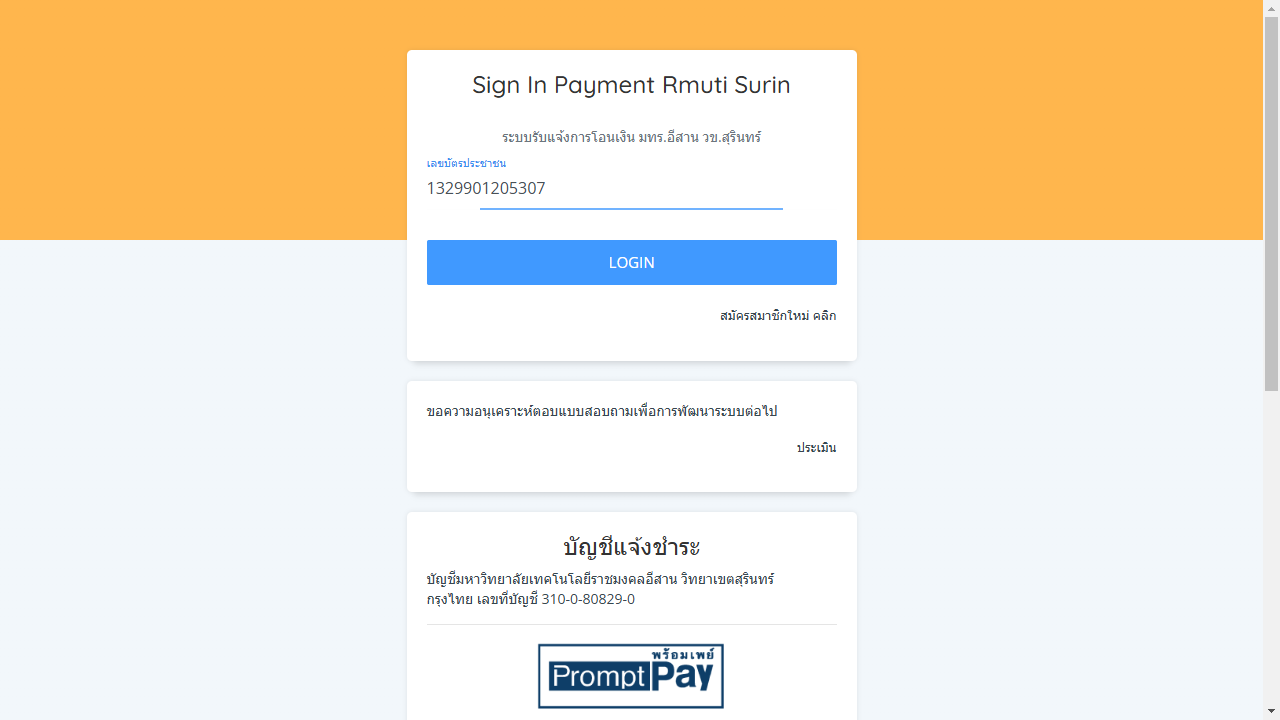 Sign In Payment Rmuti Surin
ระบบรับแจ้งการโอนเงิน มทร.อีสาน วข.สุรินทร์
เลขบัตรประชาชน
1329901205307
LOGIN
สมัครสมาชิกใหม่ คลิก
ขอความอนุเคราะห์ตอบแบบสอบถามเพื่อการพัฒนาระบบต่อไป
ประเมิน
บัญชีแจ้งชำระ
บัญชีมหาวิทยาลัยเทคโนโลยีราชมงคลอีสาน วิทยาเขตสุรินทร์
กรุงไทย เลขที่บัญชี 310-0-80829-0
พร้อมเพย์
PromptPay